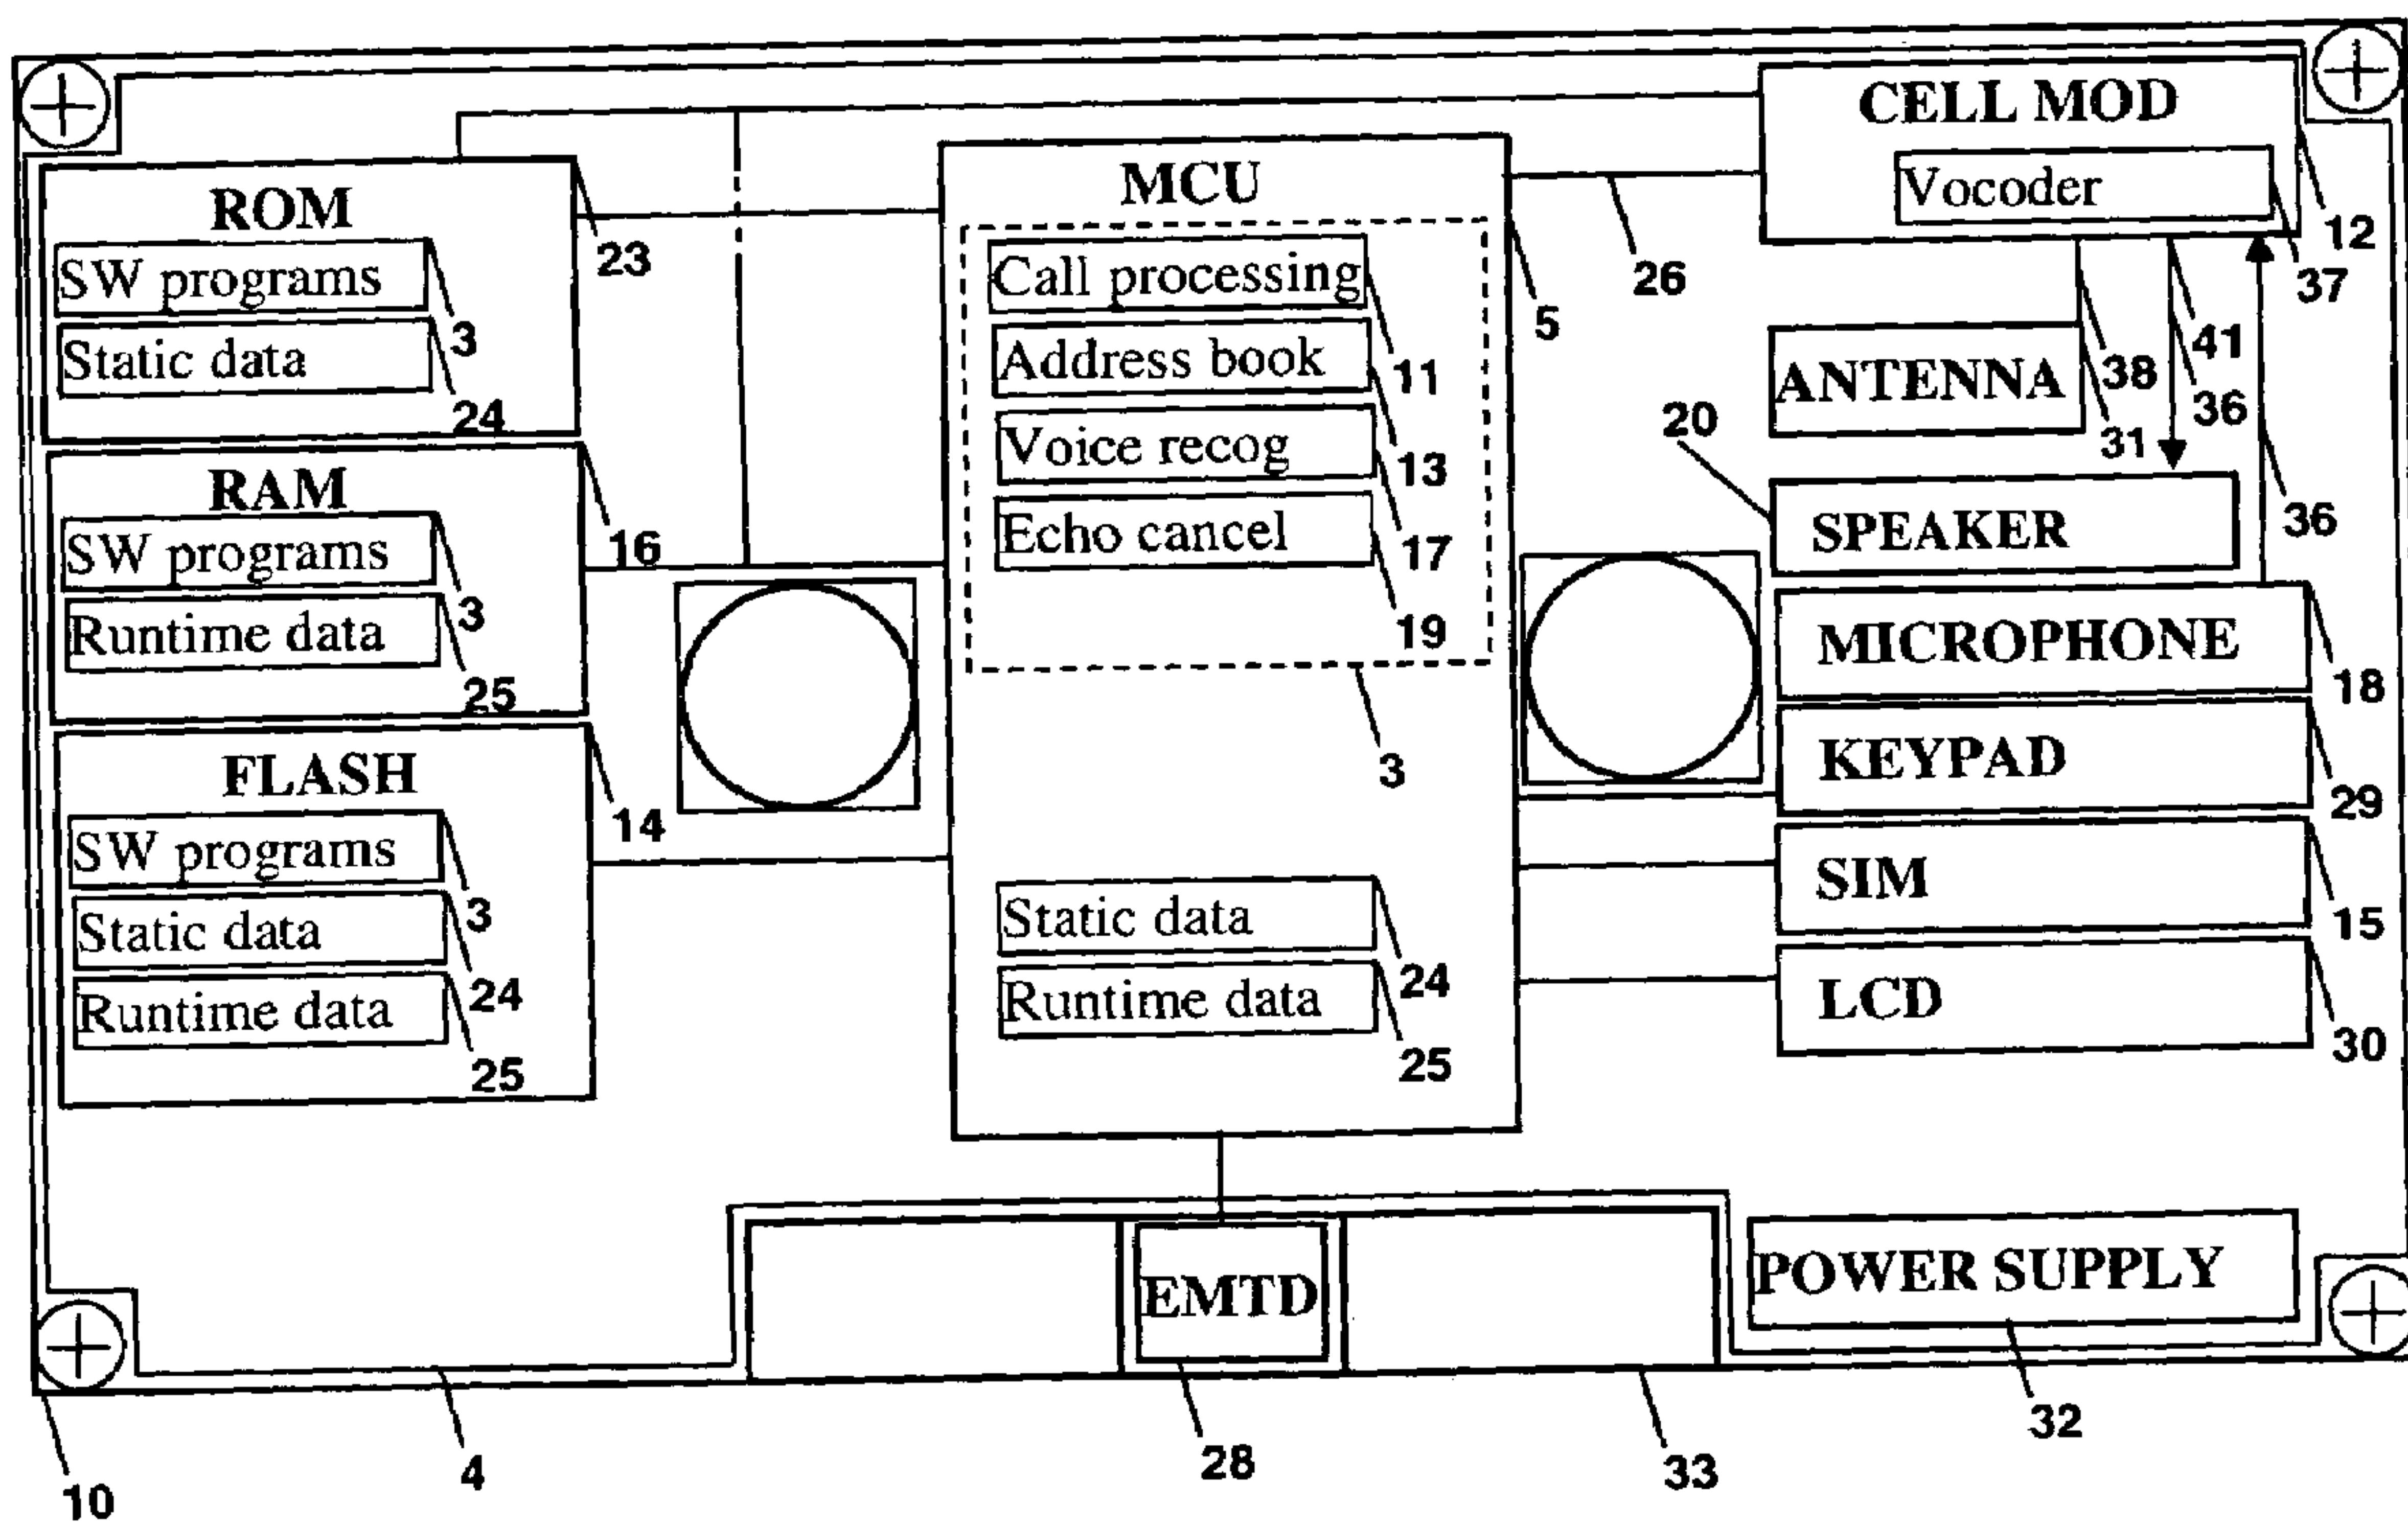 CELL MOD
Vocoder
12
37
ROM
SW programs
Static data
23
3
24
RAM
SW programs
Runtime data
16
3
25
FLASH
SW programs
Static data
Runtime data
14
3
24
25
MCU
Call processing
Address book
Voice recog
Echo cancel
5
11
13
17
19
3
Static data
Runtime data
24
25
26
ANTENNA
38
31
41
36
36
20
SPEAKER
MICROPHONE
18
KEYPAD
29
SIM
15
LCD
30
EMTD
POWER SUPPLY
10
4
28
33
32